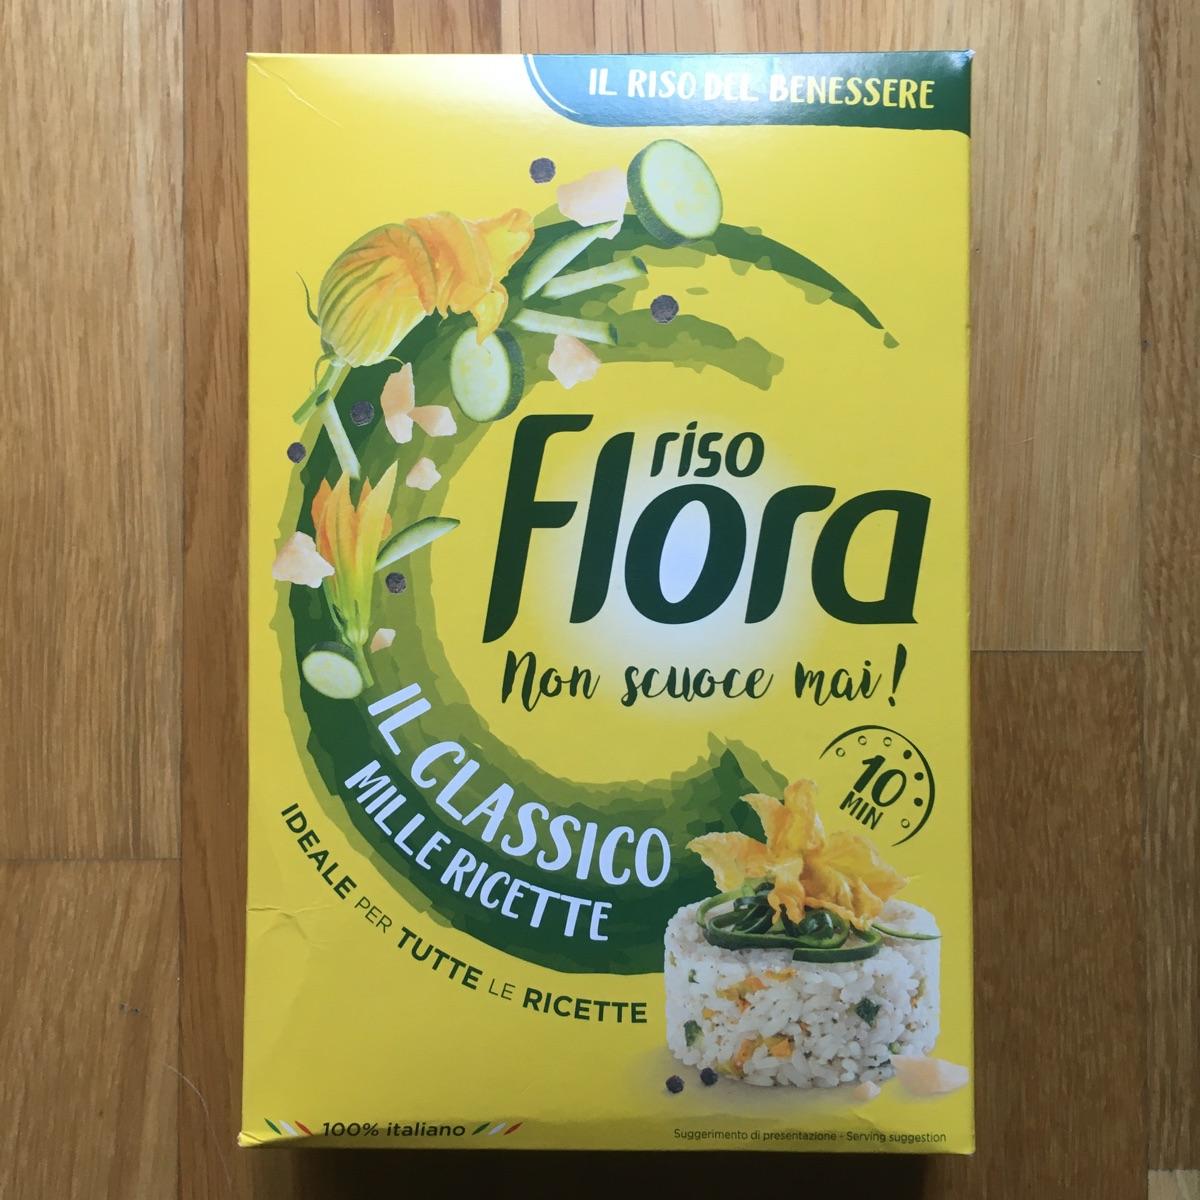 IL RISO DEL BENESSERE
riso
Flora
Non scuoce mai!
10
MIN
IL CLASSICO
MILLE RICETTE
IDEALE PER TUTTE LE RICETTE
100% italiano
Suggerimento di presentazione - Serving suggestion